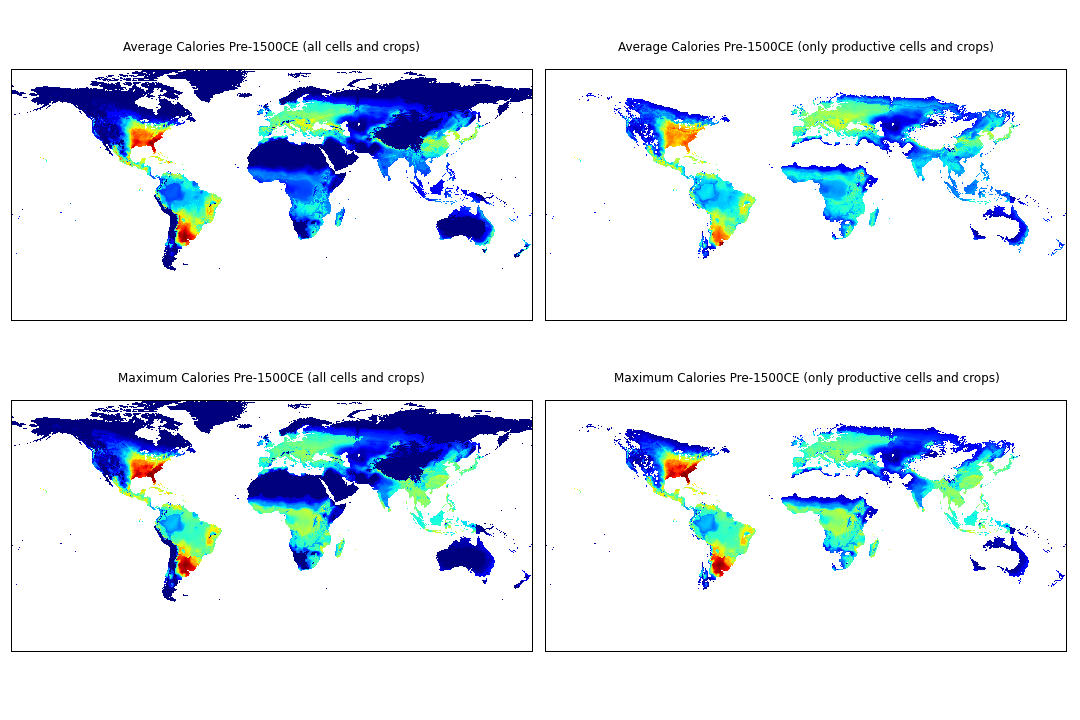 Average Calories Pre-1500CE (all cells and crops)
Average Calories Pre-1500CE (only productive cells and crops)
Maximum Calories Pre-1500CE (all cells and crops)
Maximum Calories Pre-1500CE (only productive cells and crops)